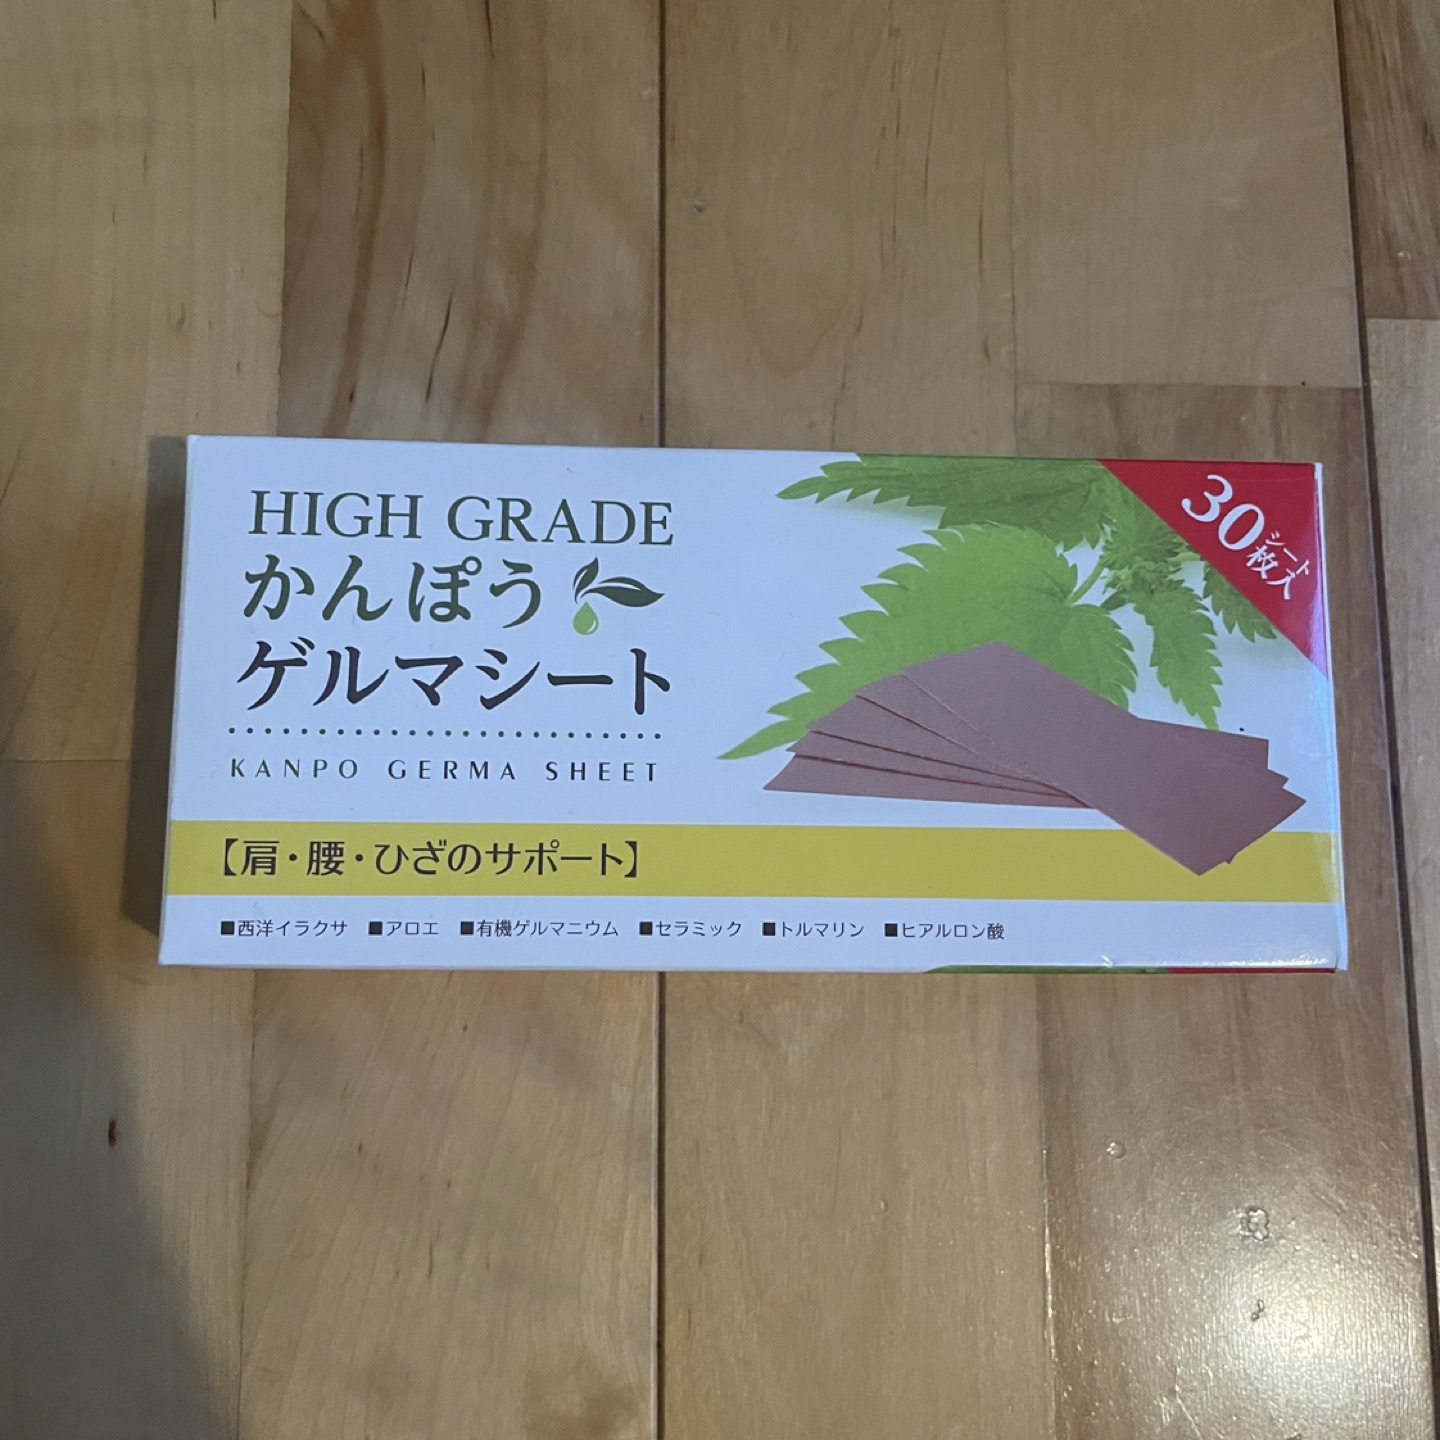 HIGH GRADE
かんぽう
ゲルマシート
KANPO GERMA SHEET
30シート枚入
【肩・腰・ひざのサポート】
■西洋イラクサ ■アロエ ■有機ゲルマニウム ■セラミック ■トルマリン ■ヒアルロン酸